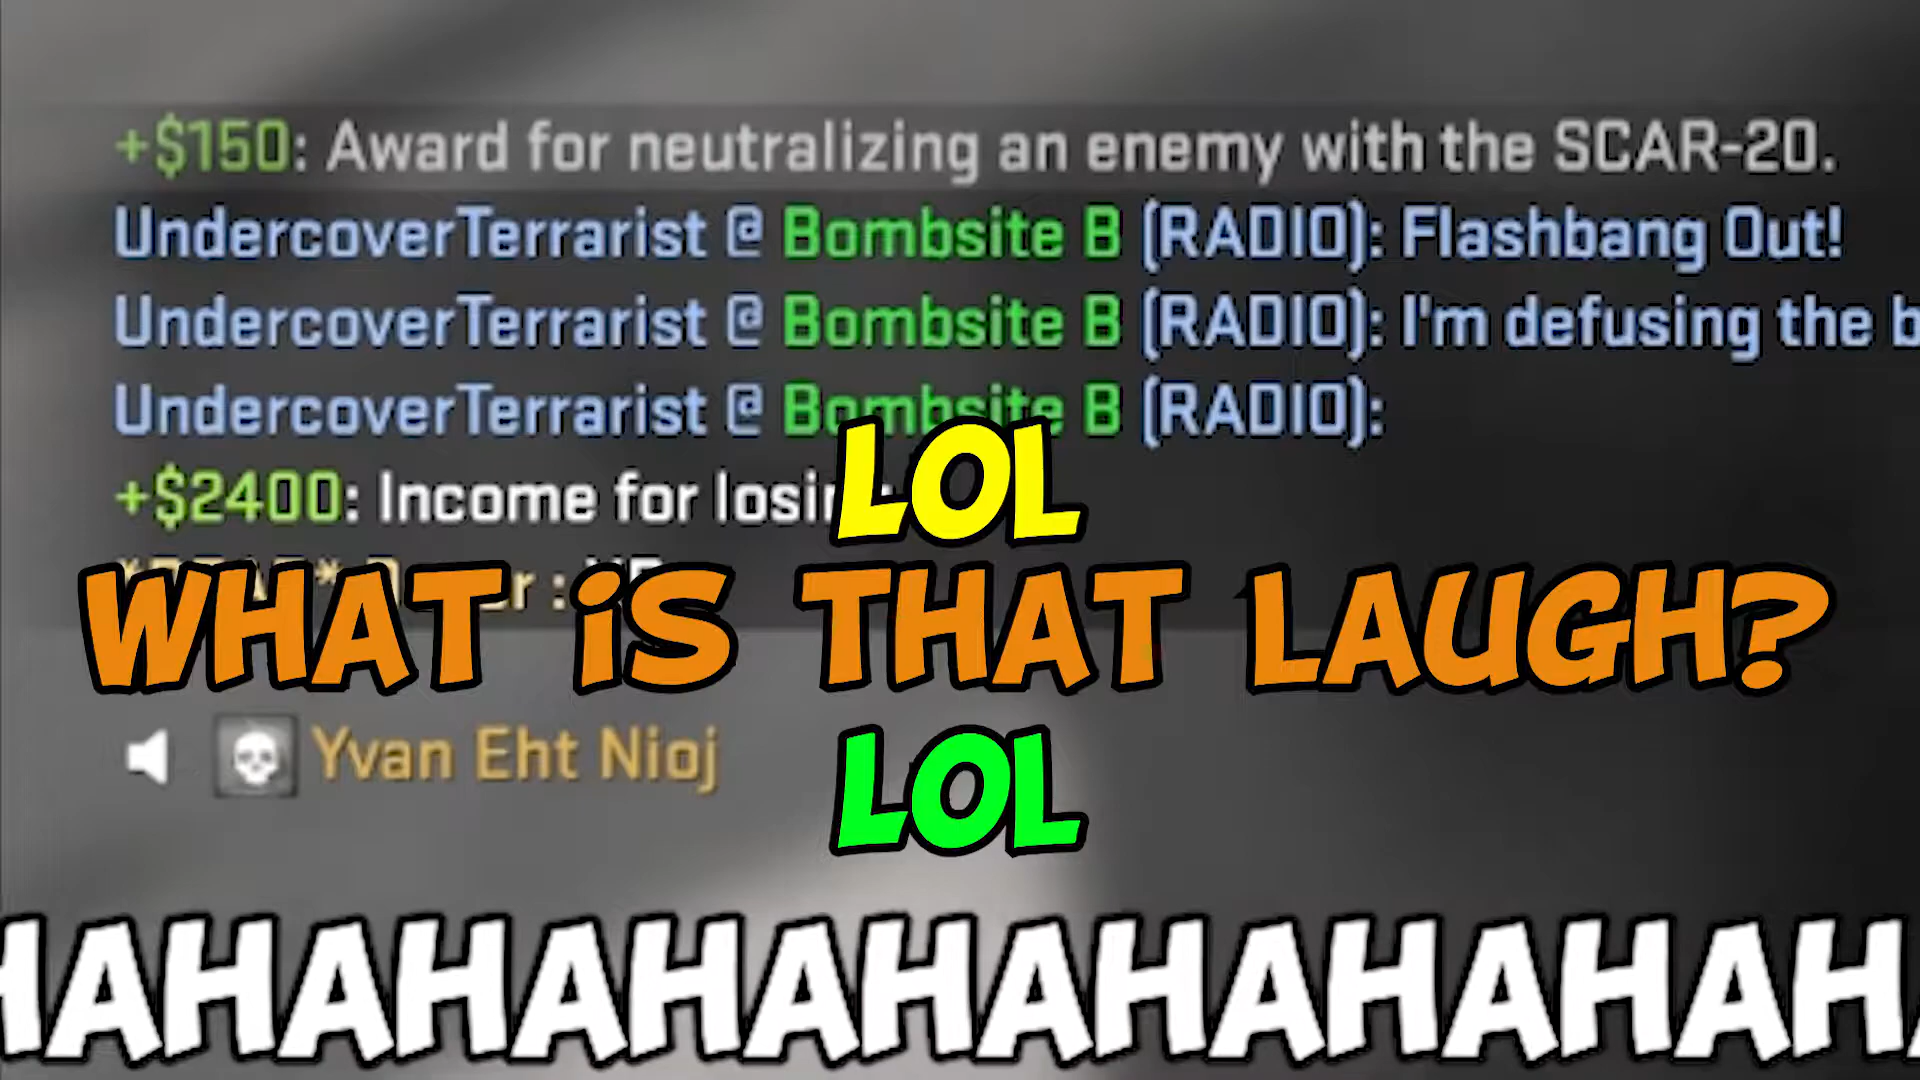 +$150: Award for neutralizing an enemy with the SCAR-20.
UndercoverTerrarist @ Bombsite B (RADIO): Flashbang Out!
UndercoverTerrarist @ Bombsite B (RADIO): I'm defusing the b
UndercoverTerrarist @ Bombsite B (RADIO):
LOL
+$2400: Income for losing
WHAT iS THAT LAUGH?
Yvan Eht Nioj
LOL
HAHAHAHAHAHAHAHAH